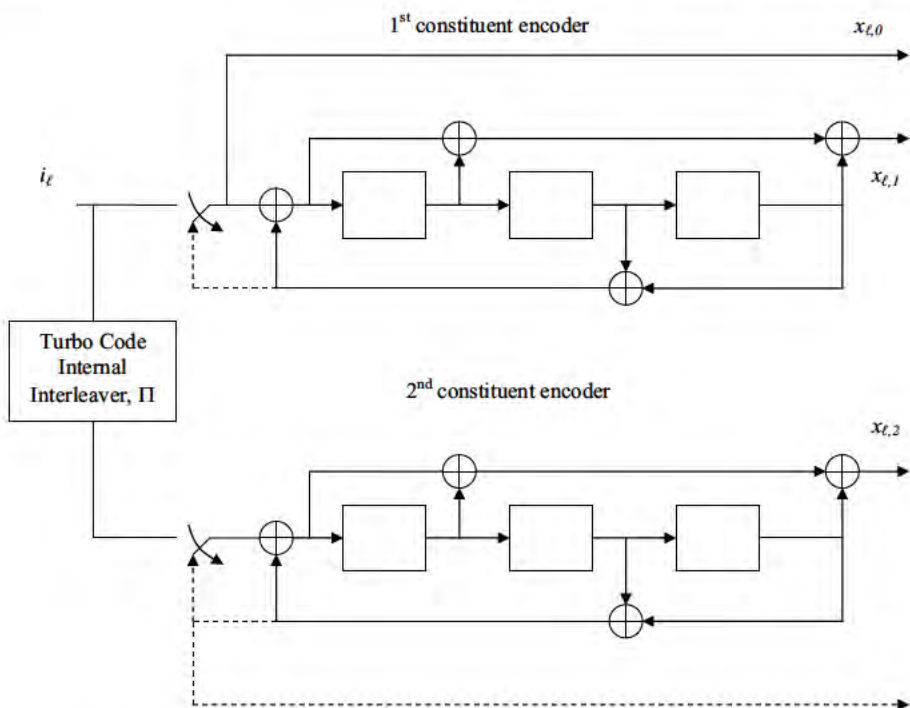 1st constituent encoder
xℓ,0
iℓ
xℓ,1
Turbo Code
Internal
Interleaver, Π
2nd constituent encoder
xℓ,2